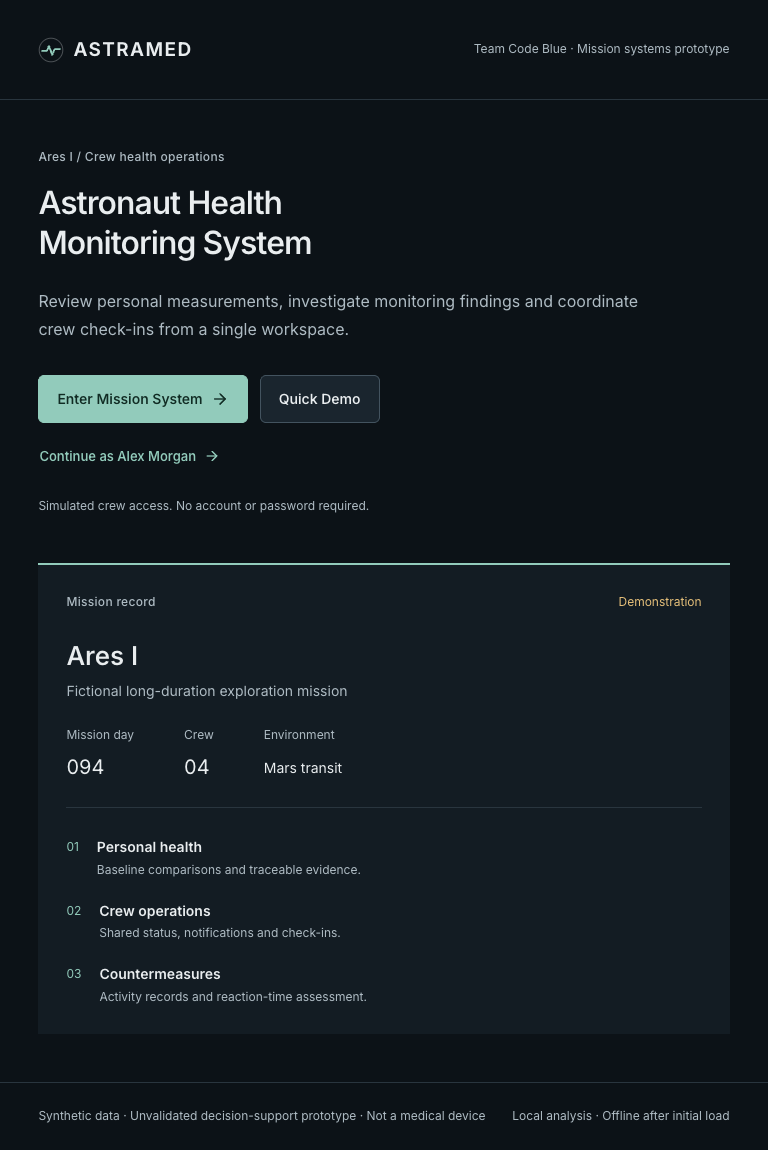 ASTRAMED
Team Code Blue · Mission systems prototype
Ares I / Crew health operations
Astronaut Health
Monitoring System
Review personal measurements, investigate monitoring findings and coordinate
crew check-ins from a single workspace.
Enter Mission System
Quick Demo
Continue as Alex Morgan
Simulated crew access. No account or password required.
Mission record
Demonstration
Ares I
Fictional long-duration exploration mission
Mission day
Crew
Environment
094
04
Mars transit
01 Personal health
Baseline comparisons and traceable evidence.
02 Crew operations
Shared status, notifications and check-ins.
03 Countermeasures
Activity records and reaction-time assessment.
Synthetic data · Unvalidated decision-support prototype · Not a medical device
Local analysis · Offline after initial load